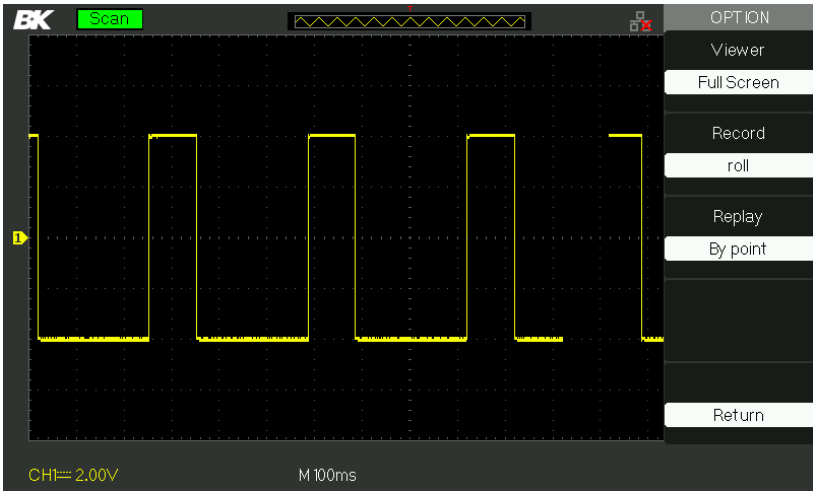 BK Scan T OPTION
Viewer
Full Screen
Record
roll
Replay
1 By point
Return
CH1 2.00V M 100ms